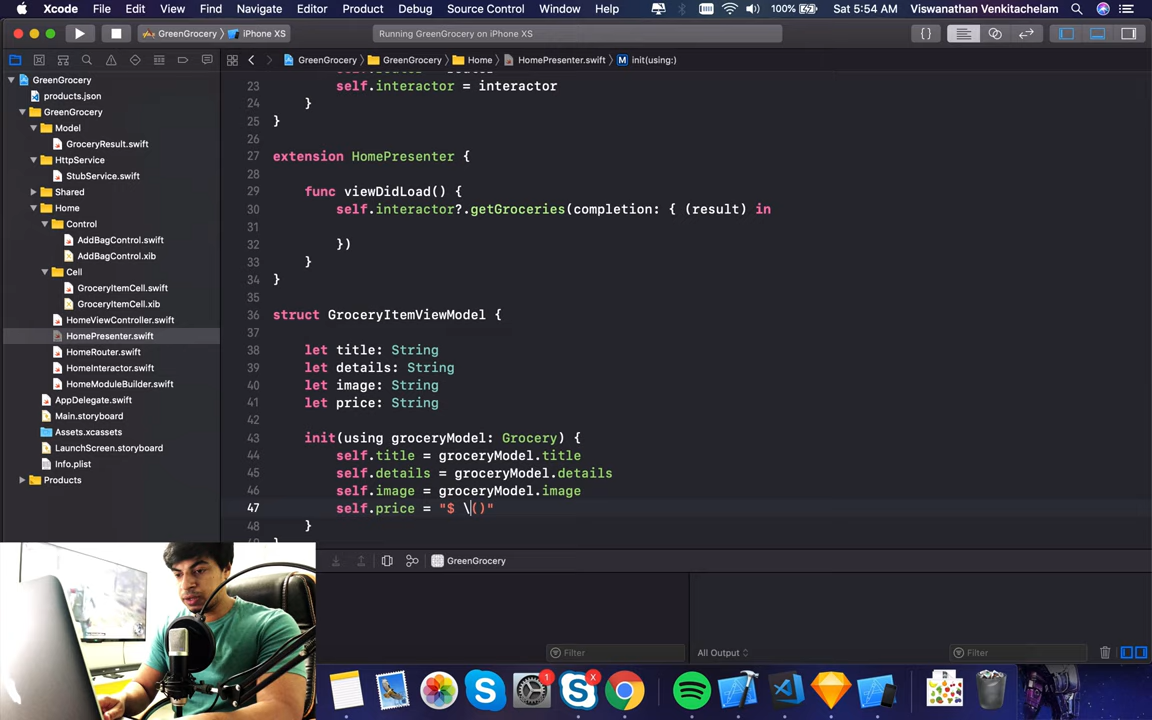 Xcode File Edit View Find Navigate Editor Product Debug Source Control Window Help 100% Sat 5:54 AM Viswanathan Venkitachelam
GreenGrocery iPhone XS Running GreenGrocery on iPhone XS
GreenGrocery GreenGrocery Home HomePresenter.swift M init(using:)
GreenGrocery
products.json
GreenGrocery
Model
GroceryResult.swift
HttpService
StubService.swift
Shared
Home
Control
AddBagControl.swift
AddBagControl.xib
Cell
GroceryItemCell.swift
GroceryItemCell.xib
HomeViewController.swift
HomePresenter.swift
HomeRouter.swift
HomeInteractor.swift
HomeModuleBuilder.swift
AppDelegate.swift
Main.storyboard
Assets.xcassets
LaunchScreen.storyboard
Info.plist
Products
23 self.interactor = interactor
24 }
25 }
26
27 extension HomePresenter {
28
29 func viewDidLoad() {
30 self.interactor?.getGroceries(completion: { (result) in
31
32 })
33 }
34 }
35
36 struct GroceryItemViewModel {
37
38 let title: String
39 let details: String
40 let image: String
41 let price: String
42
43 init(using groceryModel: Grocery) {
44 self.title = groceryModel.title
45 self.details = groceryModel.details
46 self.image = groceryModel.image
47 self.price = "$ \()"
48 }
GreenGrocery
Filter All Output Filter